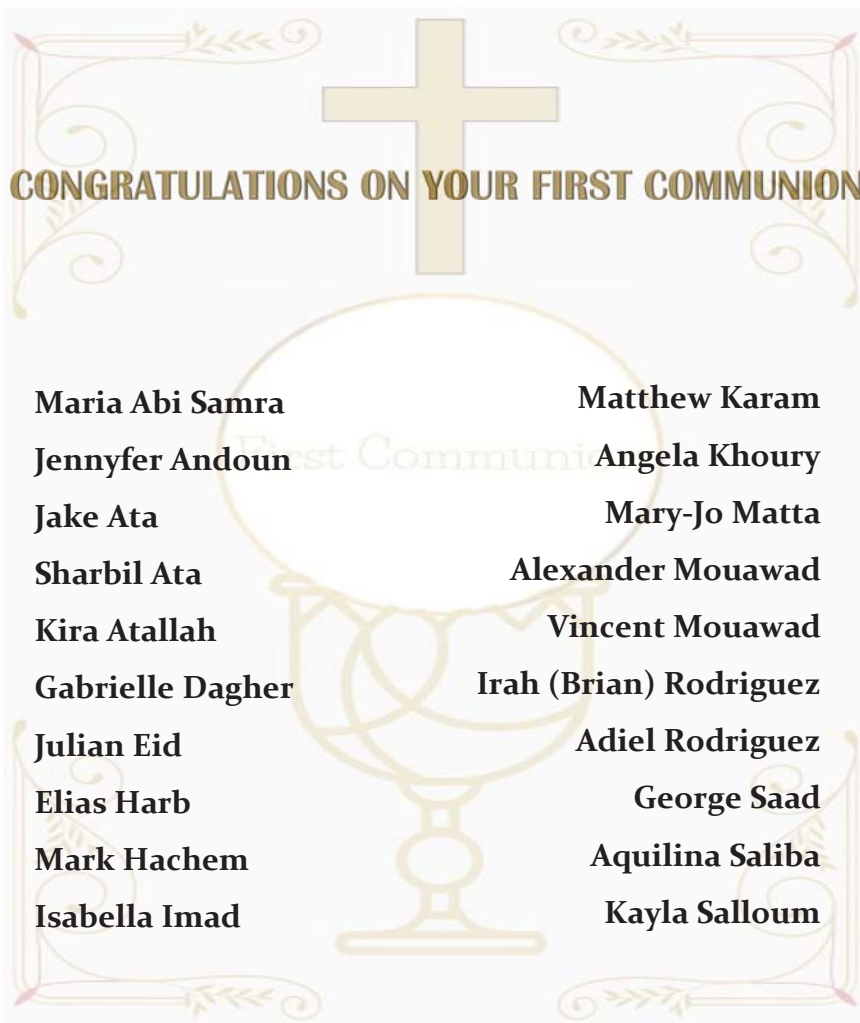 CONGRATULATIONS ON YOUR FIRST COMMUNION
First Communio
Maria Abi Samra
Jennyfer Andoun
Jake Ata
Sharbil Ata
Kira Atallah
Gabrielle Dagher
Julian Eid
Elias Harb
Mark Hachem
Isabella Imad
Matthew Karam
Angela Khoury
Mary-Jo Matta
Alexander Mouawad
Vincent Mouawad
Irah (Brian) Rodriguez
Adiel Rodriguez
George Saad
Aquilina Saliba
Kayla Salloum